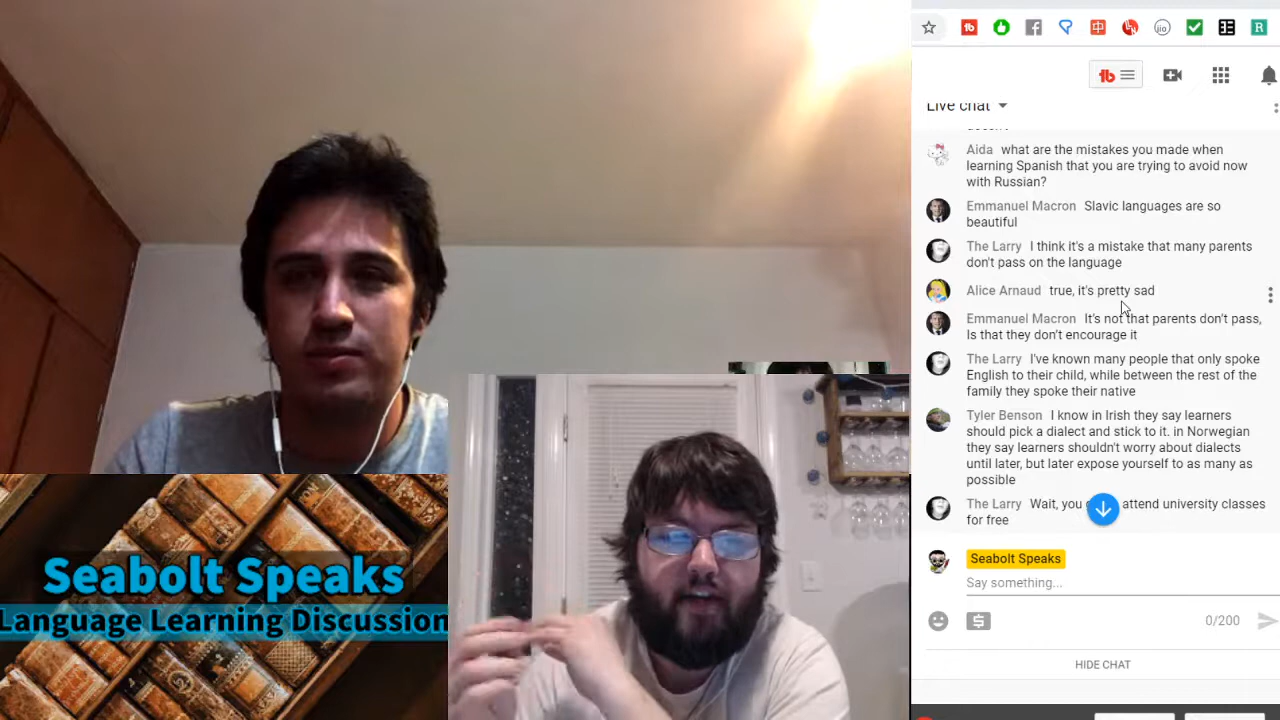 Live chat
Aida what are the mistakes you made when
learning Spanish that you are trying to avoid now
with Russian?
Emmanuel Macron Slavic languages are so
beautiful
The Larry I think it's a mistake that many parents
don't pass on the language
Alice Arnaud true, it's pretty sad
Emmanuel Macron It's not that parents don't pass,
Is that they don't encourage it
The Larry I've known many people that only spoke
English to their child, while between the rest of the
family they spoke their native
Tyler Benson I know in Irish they say learners
should pick a dialect and stick to it. in Norwegian
they say learners shouldn't worry about dialects
until later, but later expose yourself to as many as
possible
The Larry Wait, you attend university classes
for free
Seabolt Speaks
Say something...
0/200
HIDE CHAT
Seabolt Speaks
Language Learning Discussion